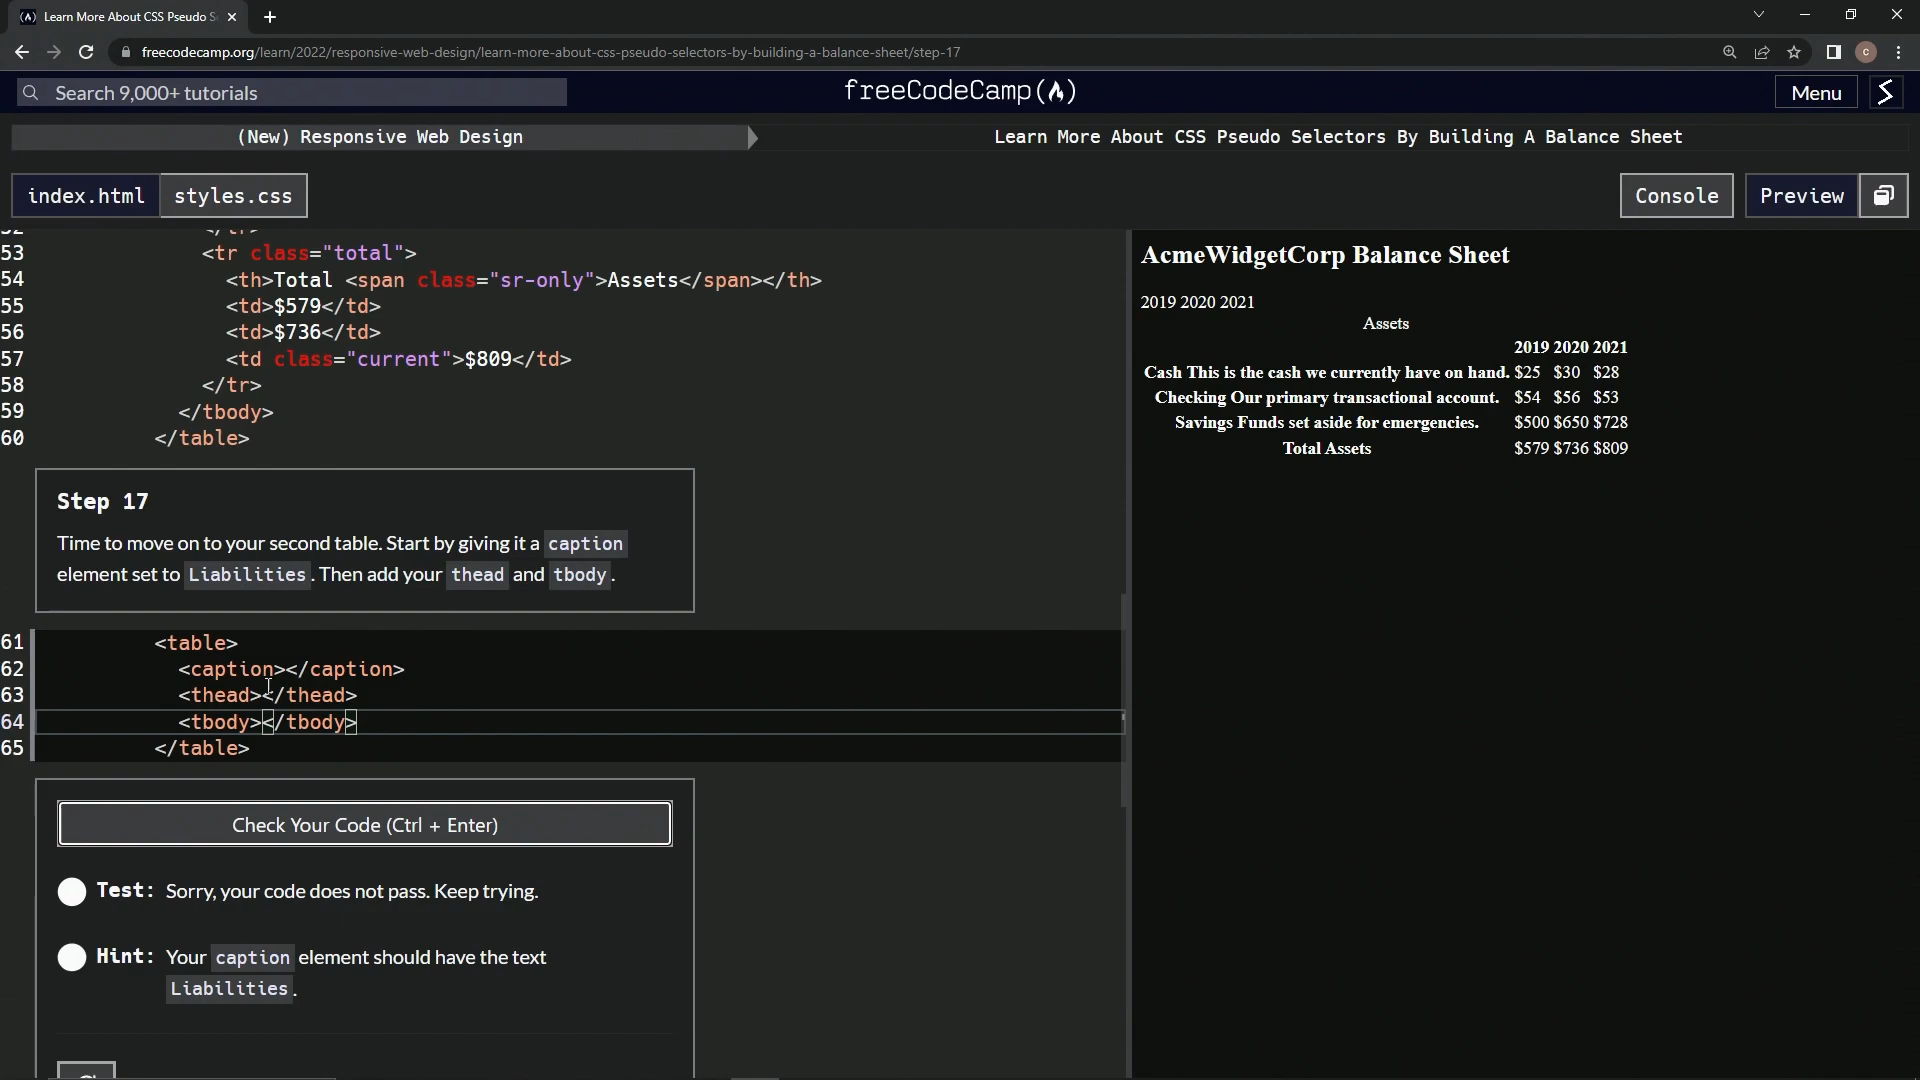 Learn More About CSS Pseudo S
freecodecamp.org/learn/2022/responsive-web-design/learn-more-about-css-pseudo-selectors-by-building-a-balance-sheet/step-17
C
Search 9,000+ tutorials
freeCodeCamp
Menu
(New) Responsive Web Design
Learn More About CSS Pseudo Selectors By Building A Balance Sheet
index.html
styles.css
Console
Preview
52 </tr>
53 <tr class="total">
54 <th>Total <span class="sr-only">Assets</span></th>
55 <td>$579</td>
56 <td>$736</td>
57 <td class="current">$809</td>
58 </tr>
59 </tbody>
60 </table>
Step 17
Time to move on to your second table. Start by giving it a caption
element set to Liabilities. Then add your thead and tbody.
61 <table>
62 <caption></caption>
63 <thead></thead>
64 <tbody></tbody>
65 </table>
Check Your Code (Ctrl + Enter)
Test: Sorry, your code does not pass. Keep trying.
Hint: Your caption element should have the text
Liabilities.
AcmeWidgetCorp Balance Sheet
2019 2020 2021
Assets
2019 2020 2021
Cash This is the cash we currently have on hand. $25 $30 $28
Checking Our primary transactional account. $54 $56 $53
Savings Funds set aside for emergencies. $500 $650 $728
Total Assets $579 $736 $809